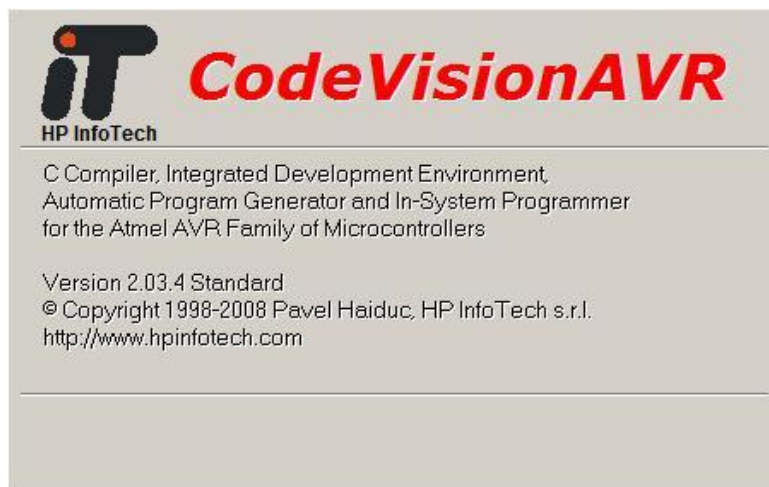 iT
CodeVisionAVR
HP InfoTech
C Compiler, Integrated Development Environment,
Automatic Program Generator and In-System Programmer
for the Atmel AVR Family of Microcontrollers
Version 2.03.4 Standard
© Copyright 1998-2008 Pavel Haiduc, HP InfoTech s.r.l.
http://www.hpinfotech.com